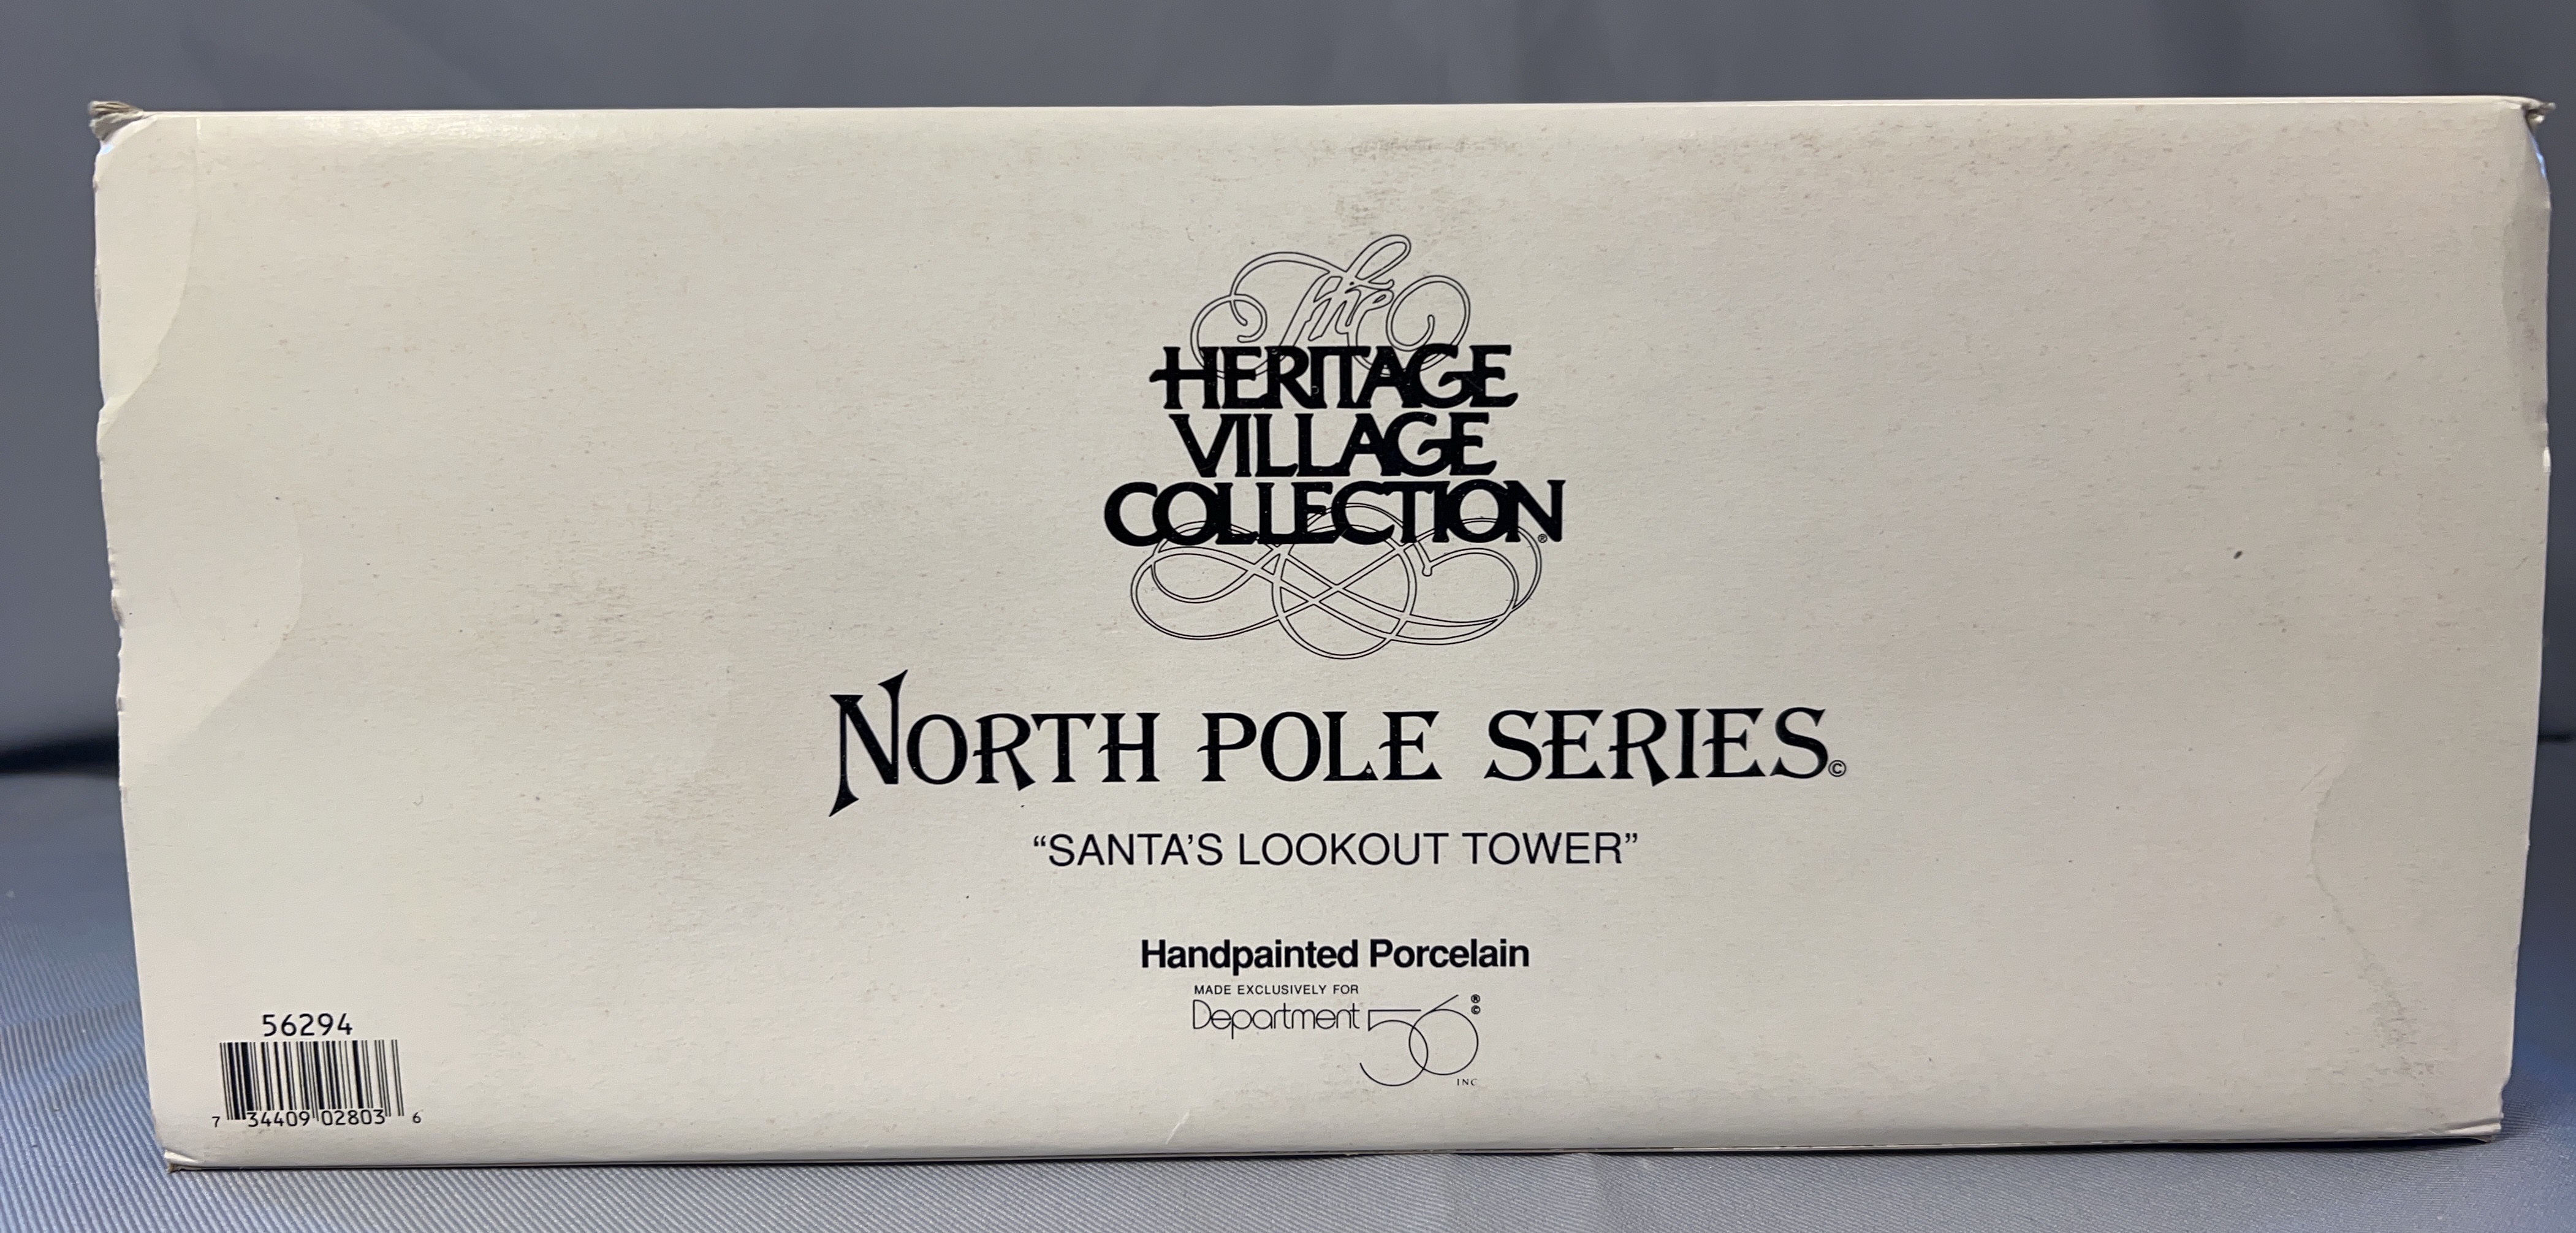 The
HERITAGE
VILLAGE
COLLECTION®
NORTH POLE SERIES©
“SANTA’S LOOKOUT TOWER”
Handpainted Porcelain
MADE EXCLUSIVELY FOR
Department 56 ® ©
INC
56294
7 34409 02803 6